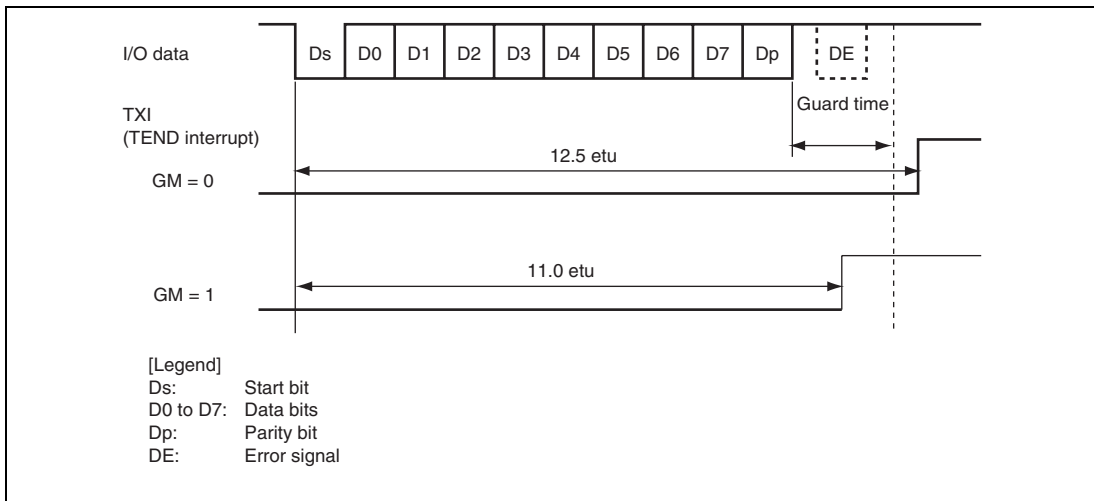 I/O data Ds D0 D1 D2 D3 D4 D5 D6 D7 Dp DE
Guard time
TXI
(TEND interrupt)
12.5 etu
GM = 0
11.0 etu
GM = 1
[Legend]
Ds: Start bit
D0 to D7: Data bits
Dp: Parity bit
DE: Error signal